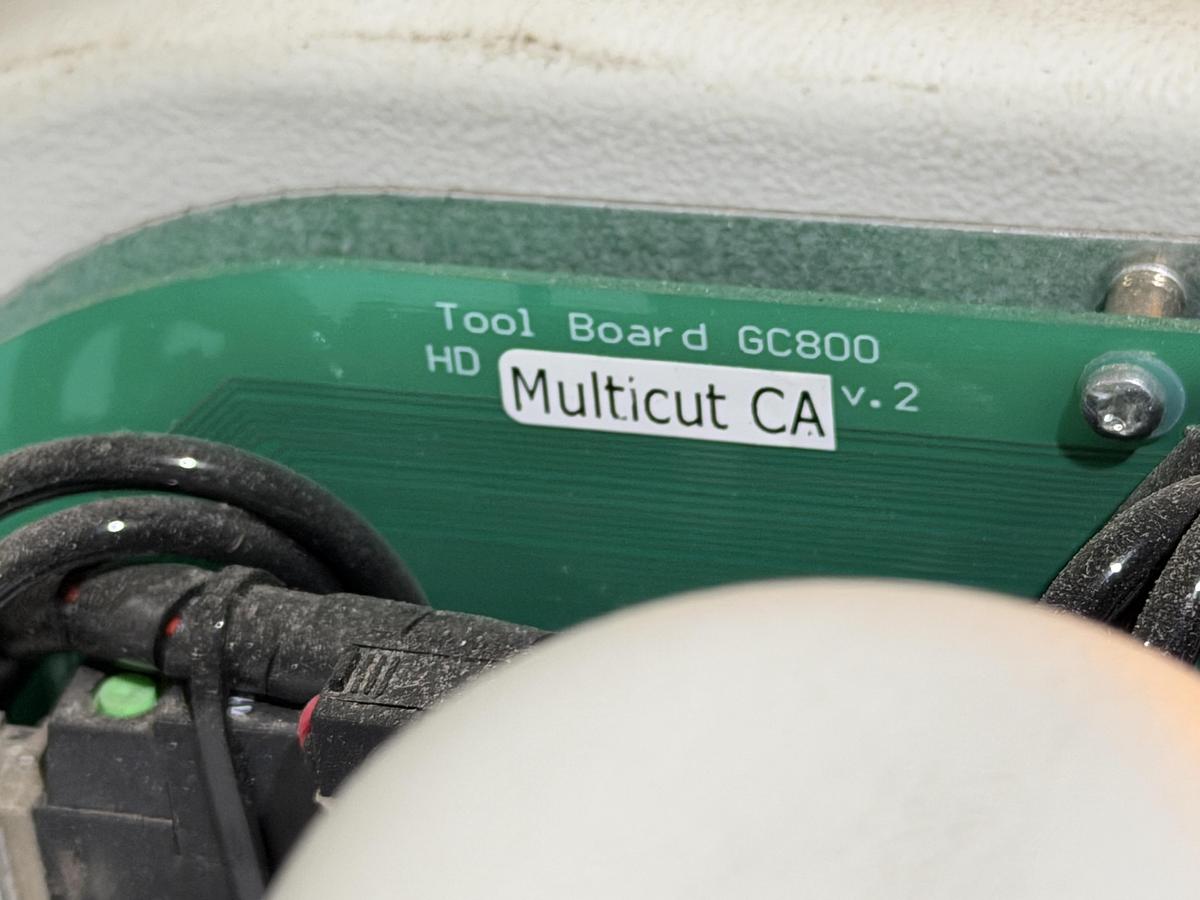 Tool Board GC800
HD Multicut CA v.2